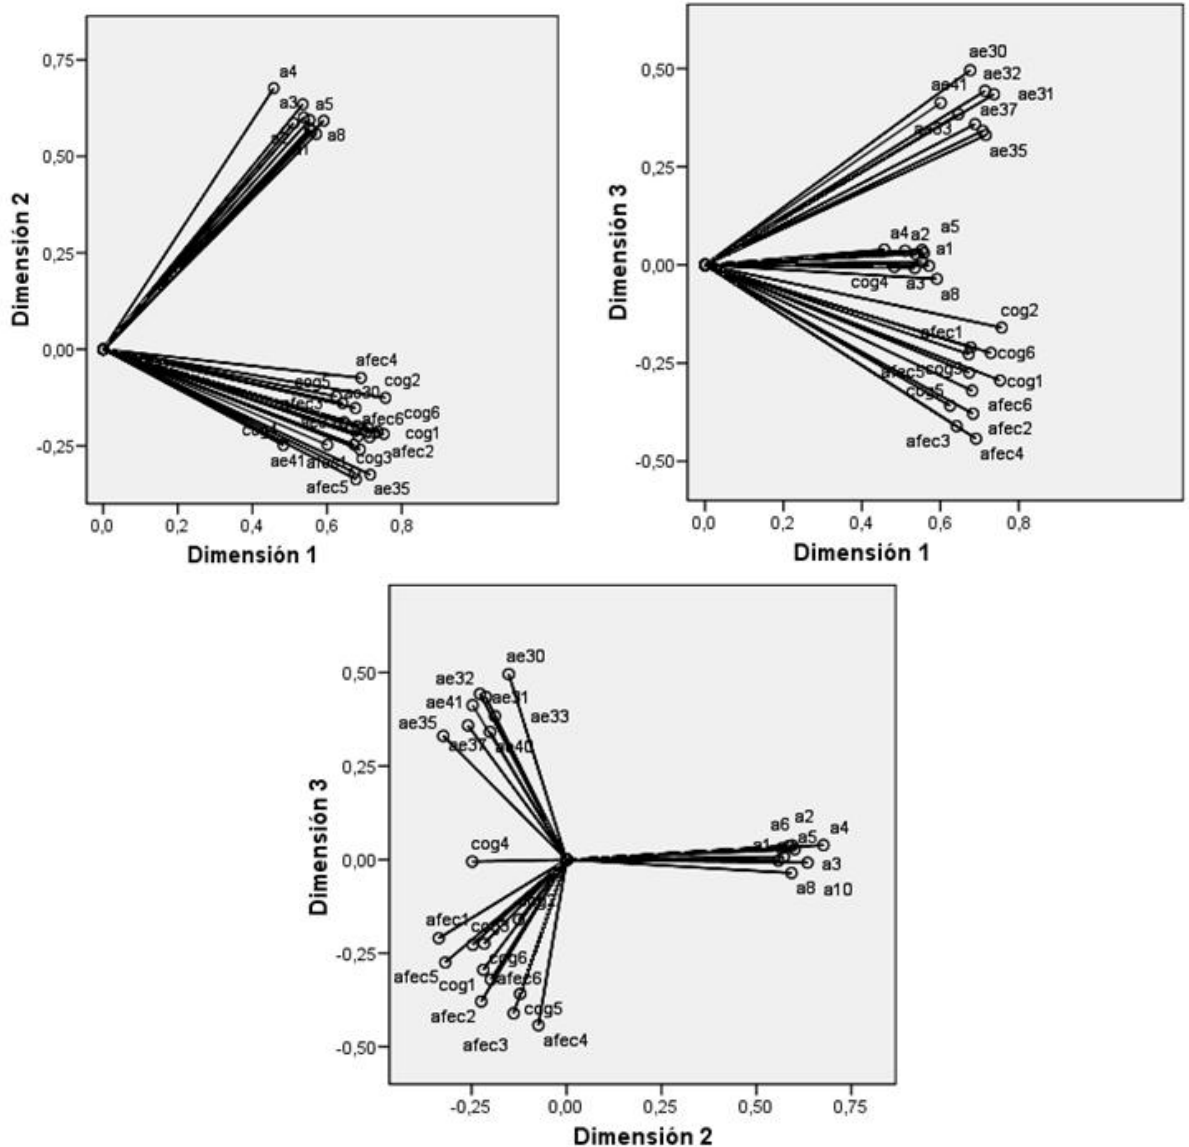 0,75
0,50
0,25
0,00
-0,25
Dimensión 2
a4
a3 a5
a8
afec4
cog5
cog2
ae30
afec3
cog6
afec6
cog1
cog4
afec2
cog3
ae41
afec1
afec5
ae35
0,0 0,2 0,4 0,6 0,8
Dimensión 1
0,50
0,25
0,00
-0,25
-0,50
Dimensión 3
ae30
ae32
ae41
ae31
ae37
ae33
ae35
a5
a4 a2
a1
cog4
a3
a8
cog2
afec1
cog6
afec5 cog3
cog1
cog5
afec6
afec2
afec3
afec4
0,0 0,2 0,4 0,6 0,8
Dimensión 1
0,50
0,25
0,00
-0,25
-0,50
Dimensión 3
ae30
ae32
ae41
ae31
ae35
ae33
ae37
ae40
a2
a6
a4
a5
a1
cog4
a3
a8 a10
cog2
afec1
cog3
cog6
afec5
afec6
cog1
cog5
afec2
afec4
afec3
-0,25 0,00 0,25 0,50 0,75
Dimensión 2